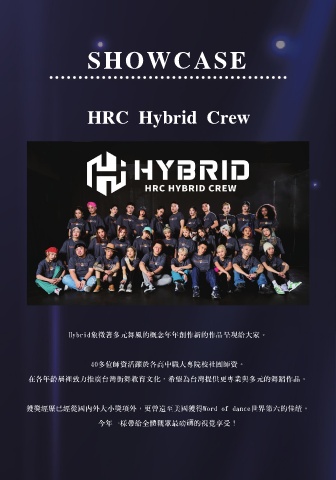 SHOWCASE
HRC Hybrid Crew
HYBRID
HRC HYBRID CREW
Hybrid象徵著多元舞風的概念年年創作新的作品呈現給大家。
40多位師資活躍於各高中職大專院校社團師資。
在各年齡層裡致力推廣台灣街舞教育文化，希望為台灣提供更專業與多元的舞蹈作品。
獲獎經歷已經從國內外大小獎項外，更曾遠至美國獲得Word of dance世界第六的佳績。
今年一樣帶給全體觀眾最磅礴的視覺享受！